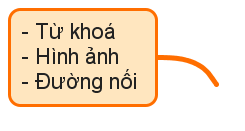 - Từ khoá
- Hình ảnh
- Đường nối